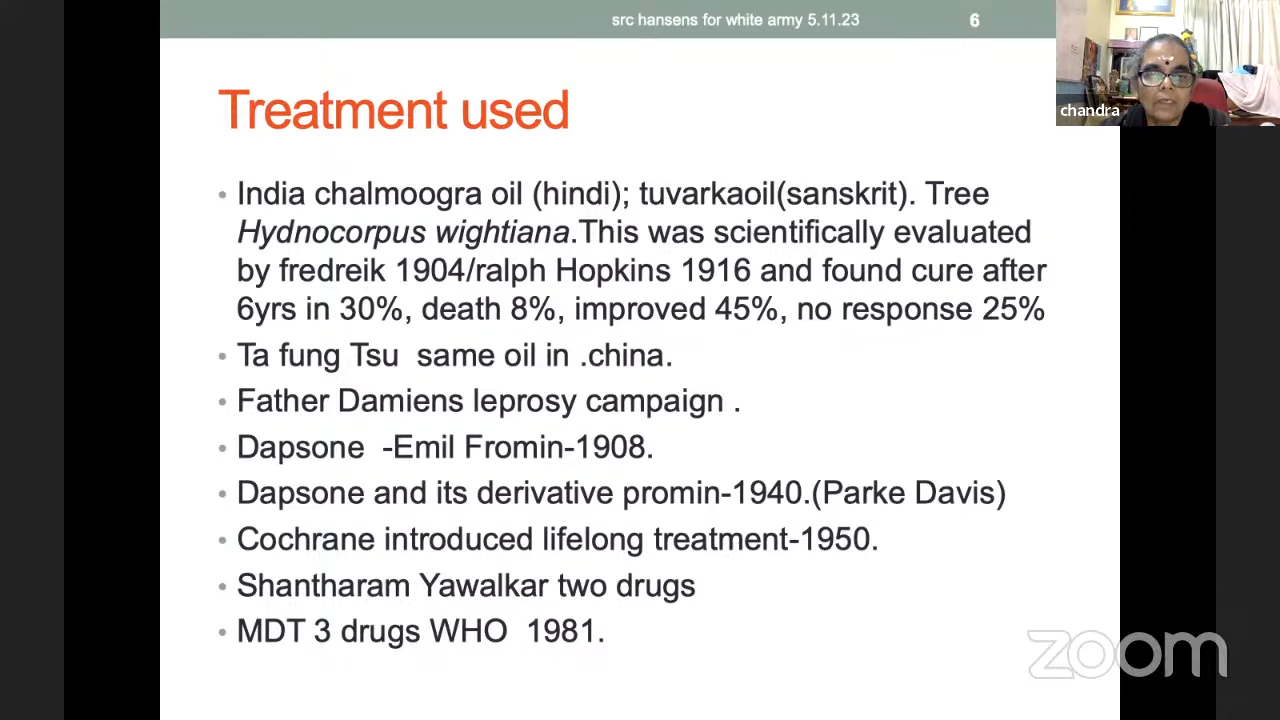 src hansens for white army 5.11.23
6
chandra
Treatment used
• India chalmoogra oil (hindi); tuvarkaoil(sanskrit). Tree
Hydnocorpus wightiana.This was scientifically evaluated
by fredreik 1904/ralph Hopkins 1916 and found cure after
6yrs in 30%, death 8%, improved 45%, no response 25%
• Ta fung Tsu same oil in .china.
• Father Damiens leprosy campaign .
• Dapsone -Emil Fromin-1908.
• Dapsone and its derivative promin-1940.(Parke Davis)
• Cochrane introduced lifelong treatment-1950.
• Shantharam Yawalkar two drugs
• MDT 3 drugs WHO 1981.
zoom